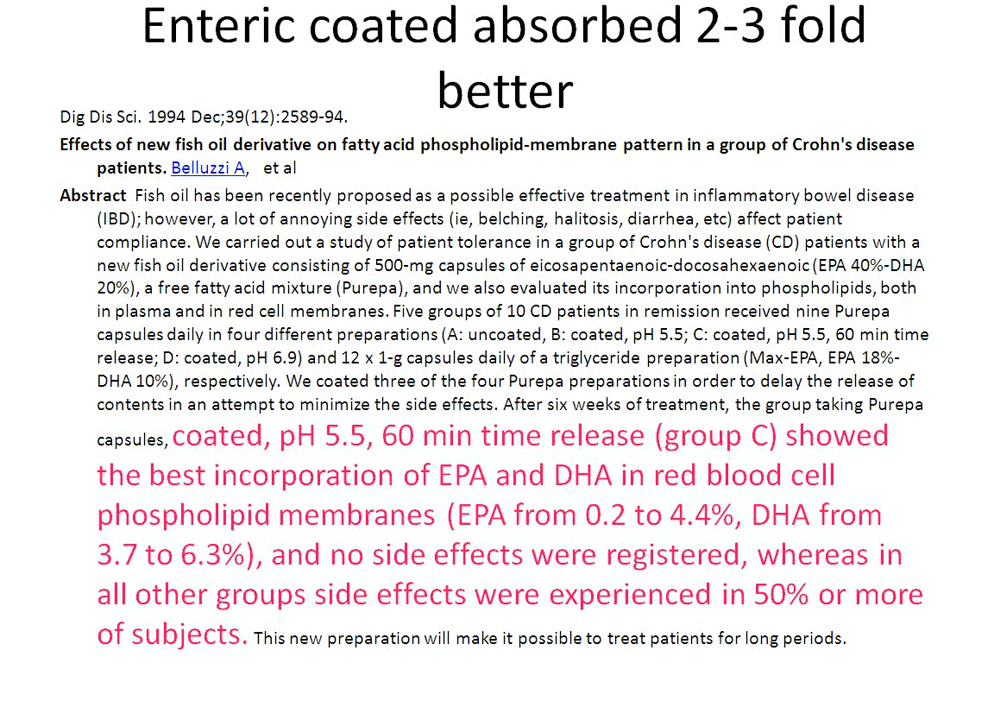 Enteric coated absorbed 2-3 fold
better
Dig Dis Sci. 1994 Dec;39(12):2589-94.
Effects of new fish oil derivative on fatty acid phospholipid-membrane pattern in a group of Crohn's disease
patients. Belluzzi A, et al
Abstract Fish oil has been recently proposed as a possible effective treatment in inflammatory bowel disease
(IBD); however, a lot of annoying side effects (ie, belching, halitosis, diarrhea, etc) affect patient
compliance. We carried out a study of patient tolerance in a group of Crohn's disease (CD) patients with a
new fish oil derivative consisting of 500-mg capsules of eicosapentaenoic-docosahexaenoic (EPA 40%-DHA
20%), a free fatty acid mixture (Purepa), and we also evaluated its incorporation into phospholipids, both
in plasma and in red cell membranes. Five groups of 10 CD patients in remission received nine Purepa
capsules daily in four different preparations (A: uncoated, B: coated, pH 5.5; C: coated, pH 5.5, 60 min time
release; D: coated, pH 6.9) and 12 x 1-g capsules daily of a triglyceride preparation (Max-EPA, EPA 18%-
DHA 10%), respectively. We coated three of the four Purepa preparations in order to delay the release of
contents in an attempt to minimize the side effects. After six weeks of treatment, the group taking Purepa
capsules, coated, pH 5.5, 60 min time release (group C) showed
the best incorporation of EPA and DHA in red blood cell
phospholipid membranes (EPA from 0.2 to 4.4%, DHA from
3.7 to 6.3%), and no side effects were registered, whereas in
all other groups side effects were experienced in 50% or more
of subjects. This new preparation will make it possible to treat patients for long periods.